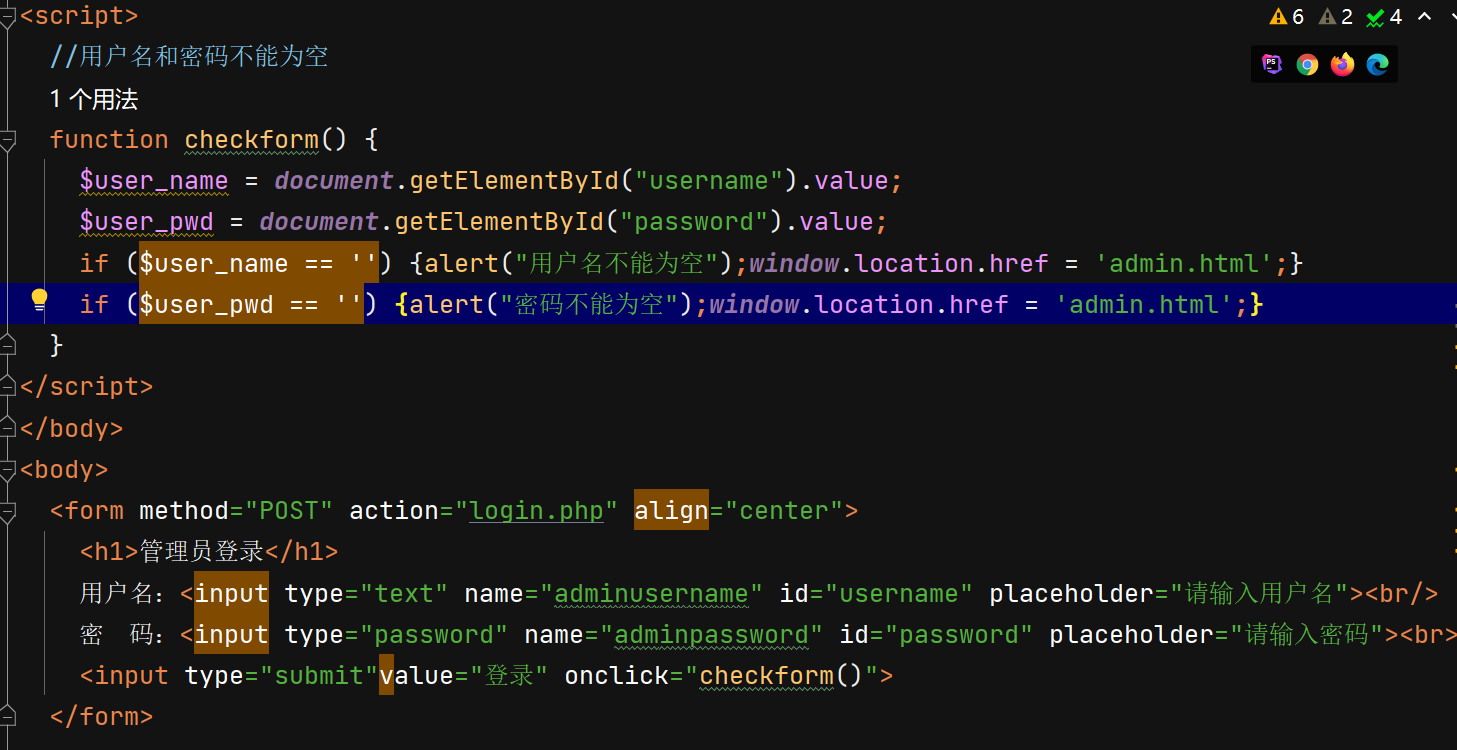 <script>
6 2 4
//用户名和密码不能为空
PS
1 个用法
function checkform() {
$user_name = document.getElementById("username").value;
$user_pwd = document.getElementById("password").value;
if ($user_name == '') {alert("用户名不能为空");window.location.href = 'admin.html';}
if ($user_pwd == '') {alert("密码不能为空");window.location.href = 'admin.html';}
}
</script>
</body>
<body>
<form method="POST" action="login.php" align="center">
<h1>管理员登录</h1>
用户名：<input type="text" name="adminusername" id="username" placeholder="请输入用户名"><br/>
密　码：<input type="password" name="adminpassword" id="password" placeholder="请输入密码"><br>
<input type="submit"value="登录" onclick="checkform()">
</form>